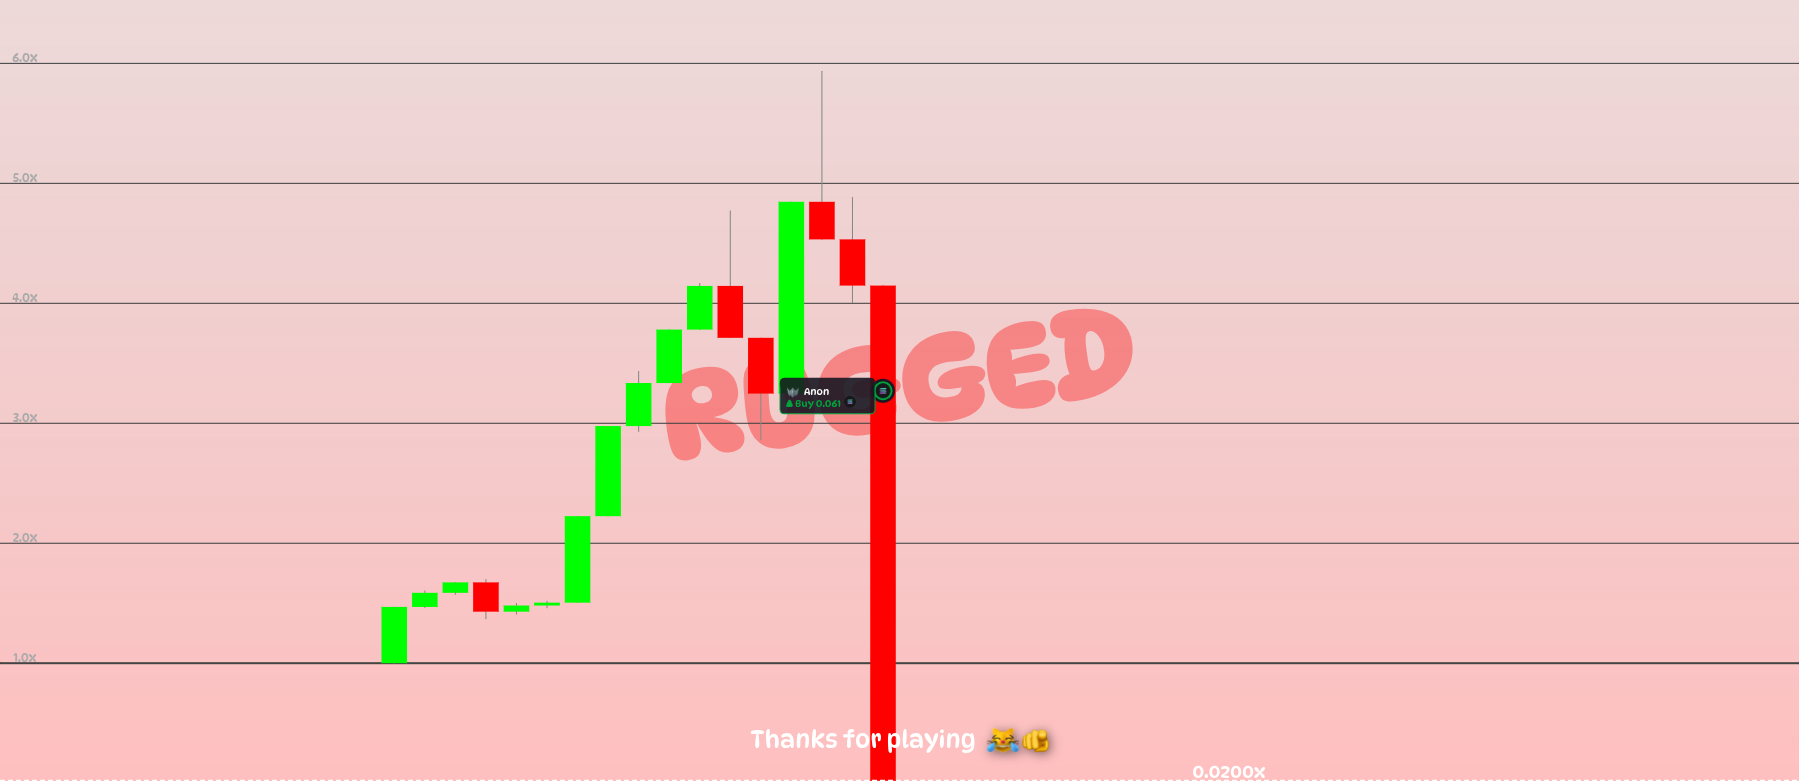 6.0x
5.0x
4.0x
RUGGED
Anon
Buy 0.061
3.0x
2.0x
1.0x
Thanks for playing
0.0200x